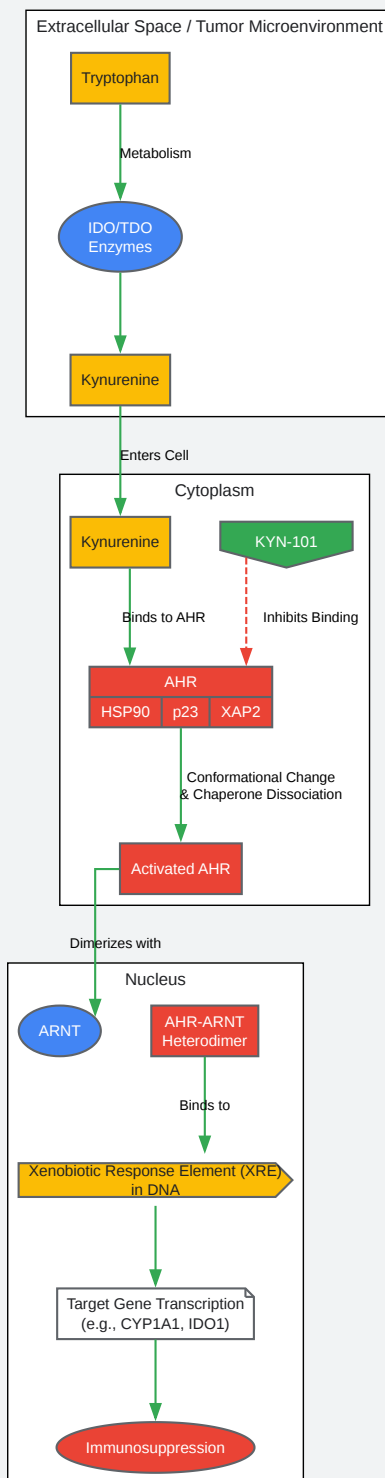 Extracellular Space / Tumor Microenvironment
Tryptophan
Metabolism
IDO/TDO
Enzymes
Kynurenine
Enters Cell
Cytoplasm
Kynurenine
KYN-101
Binds to AHR
Inhibits Binding
AHR
HSP90
p23
XAP2
Conformational Change
& Chaperone Dissociation
Activated AHR
Dimerizes with
Nucleus
ARNT
AHR-ARNT
Heterodimer
Binds to
Xenobiotic Response Element (XRE)
in DNA
Target Gene Transcription
(e.g., CYP1A1, IDO1)
Immunosuppression